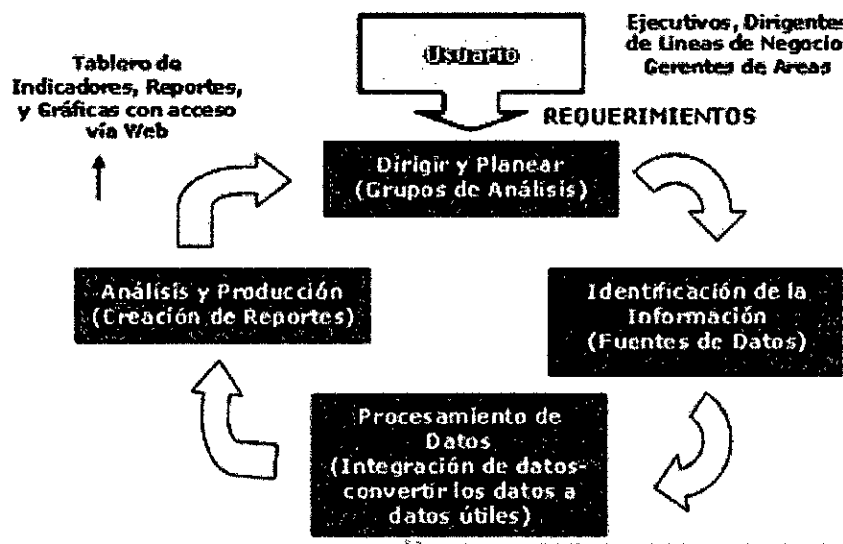 Usuario
Ejecutivos, Dirigentes
de Lineas de Negocio
Gerentes de Areas
REQUERIMIENTOS
Tablero de
Indicadores, Reportes,
y Gráficas con acceso
vía Web
Dirigir y Planear
(Grupos de Análisis)
Identificación de la
Información
(Fuentes de Datos)
Procesamiento de
Datos
(Integración de datos-
convertir los datos a
datos útiles)
Análisis y Producción
(Creación de Reportes)